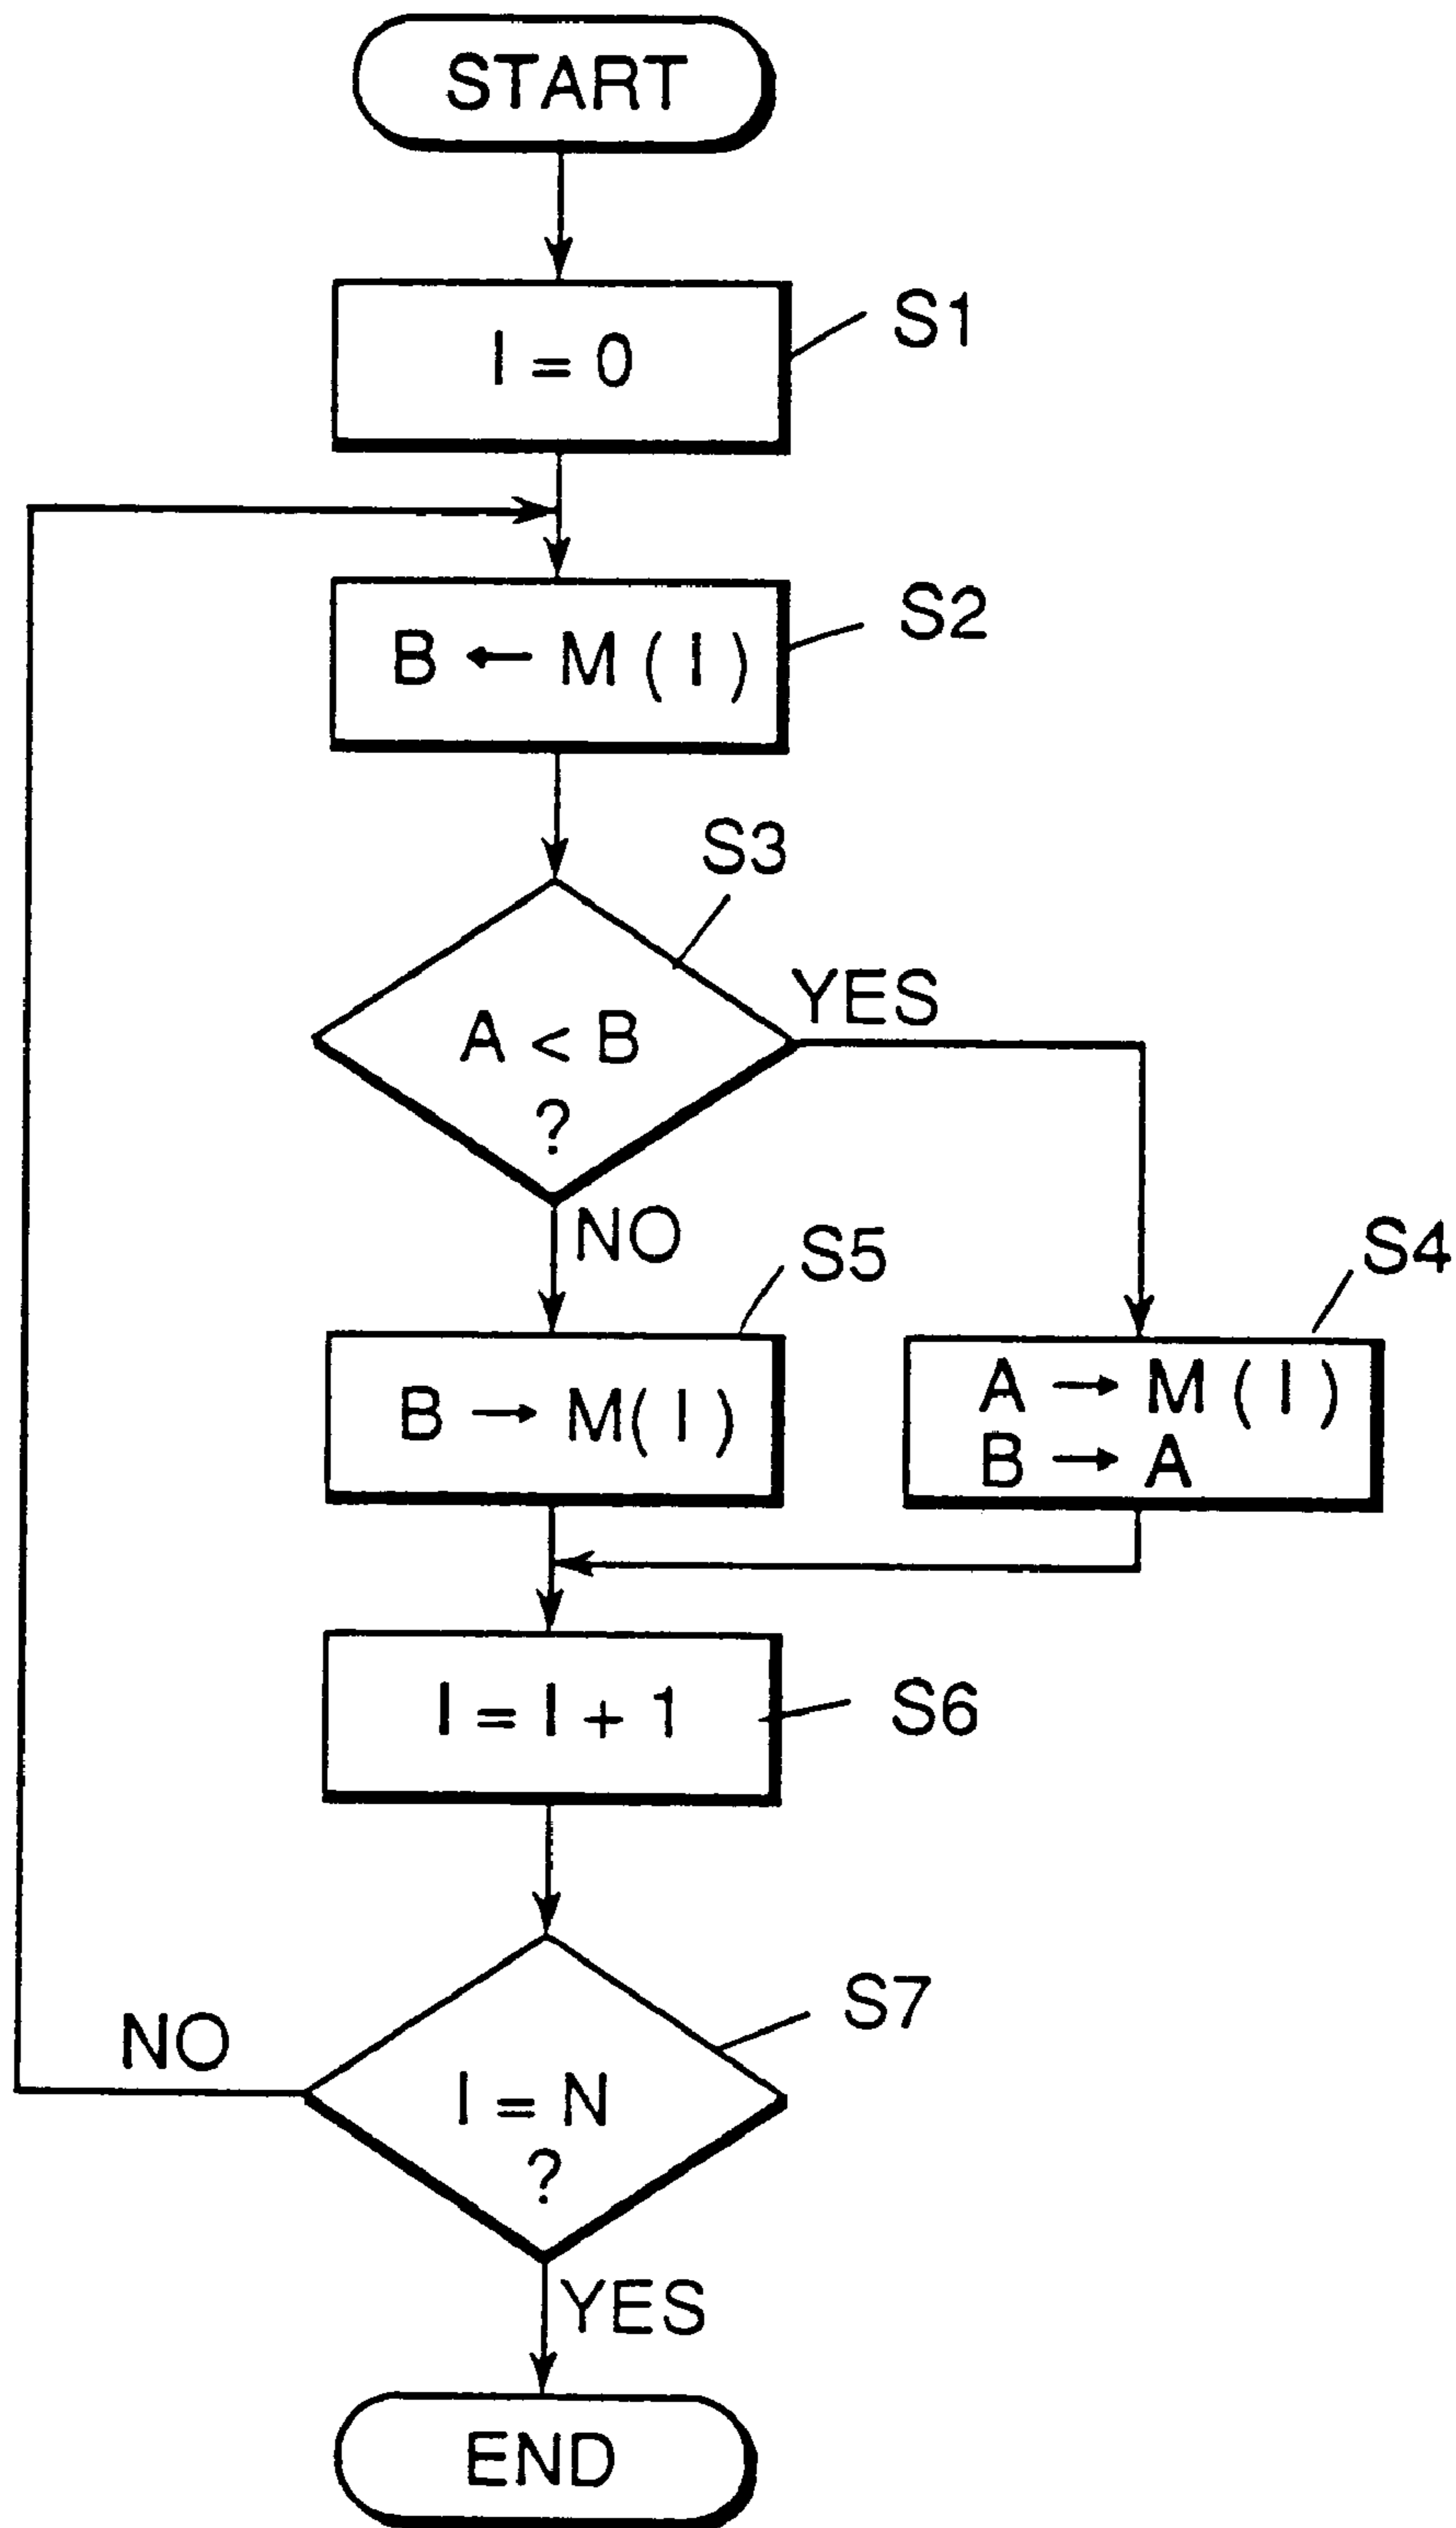 START
I = 0
S1
B ← M ( I )
S2
S3
A < B
?
YES
NO
S5
B → M( I )
S4
A → M ( I )
B → A
I = I + 1
S6
S7
I = N
?
NO
YES
END